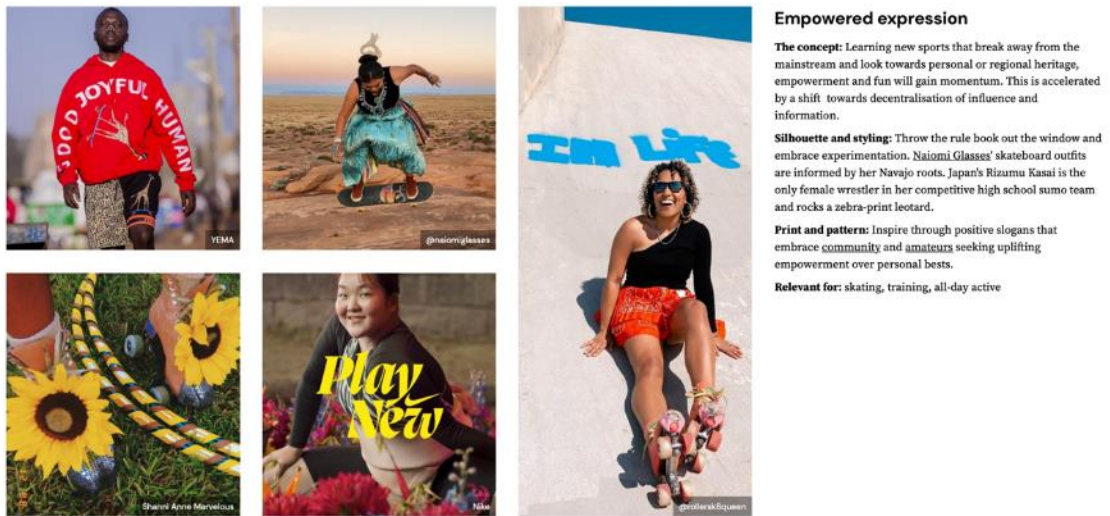 GOOD JOYFUL HUMAN
YEMA
@naiomiglasses
IM LIFE
Empowered expression
The concept: Learning new sports that break away from the
mainstream and look towards personal or regional heritage,
empowerment and fun will gain momentum. This is accelerated
by a shift towards decentralisation of influence and
information.
Silhouette and styling: Throw the rule book out the window and
embrace experimentation. Naiomi Glasses' skateboard outfits
are informed by her Navajo roots. Japan's Rizumu Kasai is the
only female wrestler in her competitive high school sumo team
and rocks a zebra-print leotard.
Print and pattern: Inspire through positive slogans that
embrace community and amateurs seeking uplifting
empowerment over personal bests.
Relevant for: skating, training, all-day active
Shanni Anne Marvelous
Play
New
Nike
@rollersk8queen